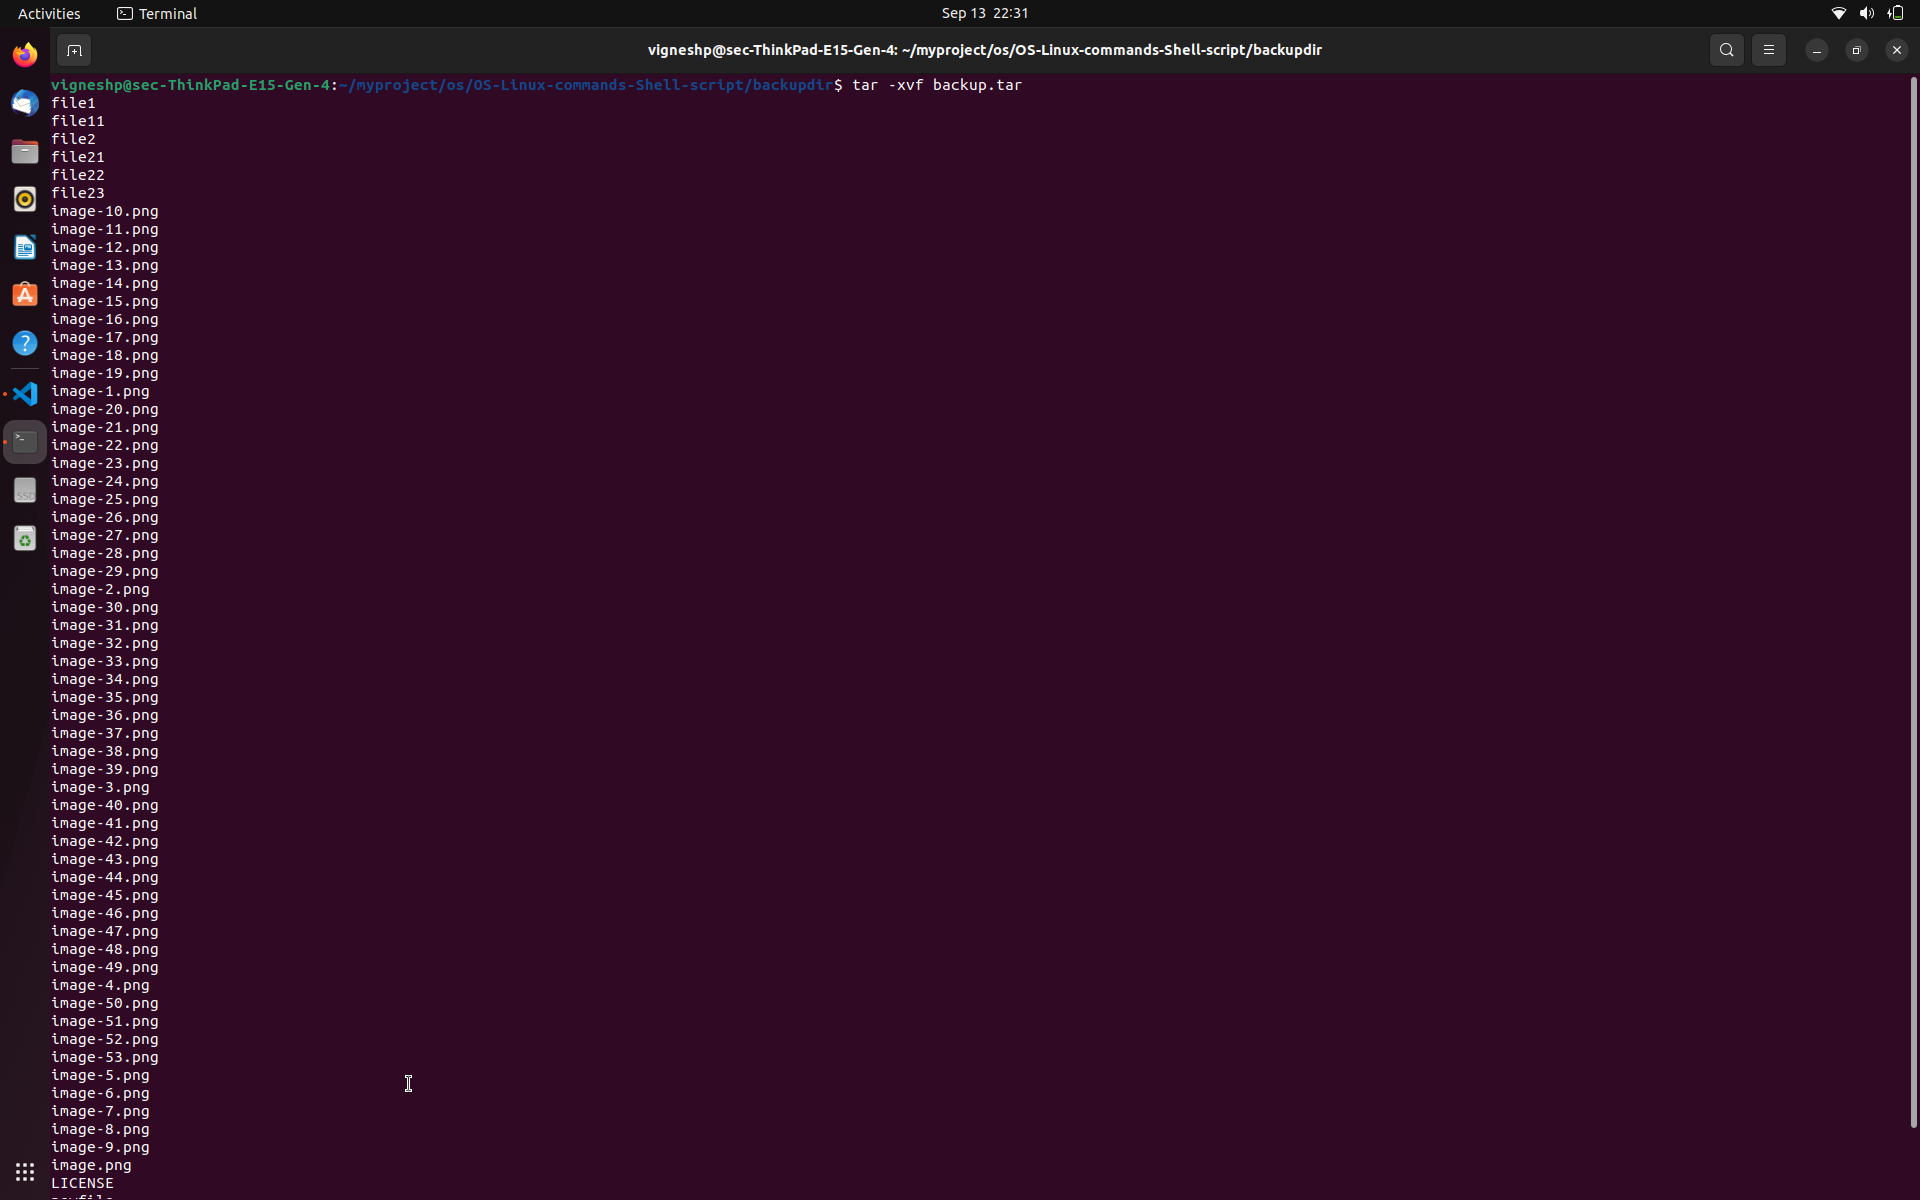 Activities
Terminal
Sep 13 22:31
vigneshp@sec-ThinkPad-E15-Gen-4: ~/myproject/os/OS-Linux-commands-Shell-script/backupdir
vigneshp@sec-ThinkPad-E15-Gen-4:~/myproject/os/OS-Linux-commands-Shell-script/backupdir$ tar -xvf backup.tar
file1
file11
file2
file21
file22
file23
image-10.png
image-11.png
image-12.png
image-13.png
image-14.png
image-15.png
image-16.png
image-17.png
image-18.png
image-19.png
image-1.png
image-20.png
image-21.png
image-22.png
image-23.png
image-24.png
image-25.png
image-26.png
image-27.png
image-28.png
image-29.png
image-2.png
image-30.png
image-31.png
image-32.png
image-33.png
image-34.png
image-35.png
image-36.png
image-37.png
image-38.png
image-39.png
image-3.png
image-40.png
image-41.png
image-42.png
image-43.png
image-44.png
image-45.png
image-46.png
image-47.png
image-48.png
image-49.png
image-4.png
image-50.png
image-51.png
image-52.png
image-53.png
image-5.png
image-6.png
image-7.png
image-8.png
image-9.png
image.png
LICENSE